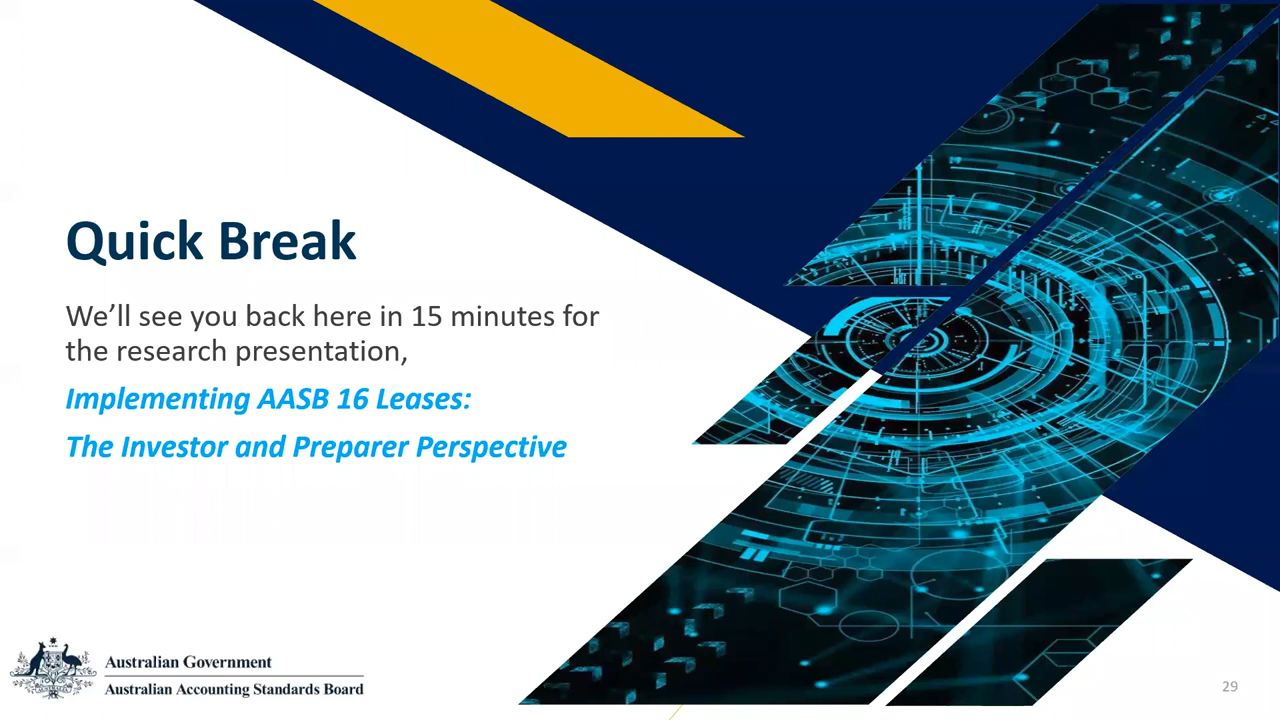 Quick Break
We’ll see you back here in 15 minutes for
the research presentation,
Implementing AASB 16 Leases:
The Investor and Preparer Perspective
Australian Government
Australian Accounting Standards Board
29